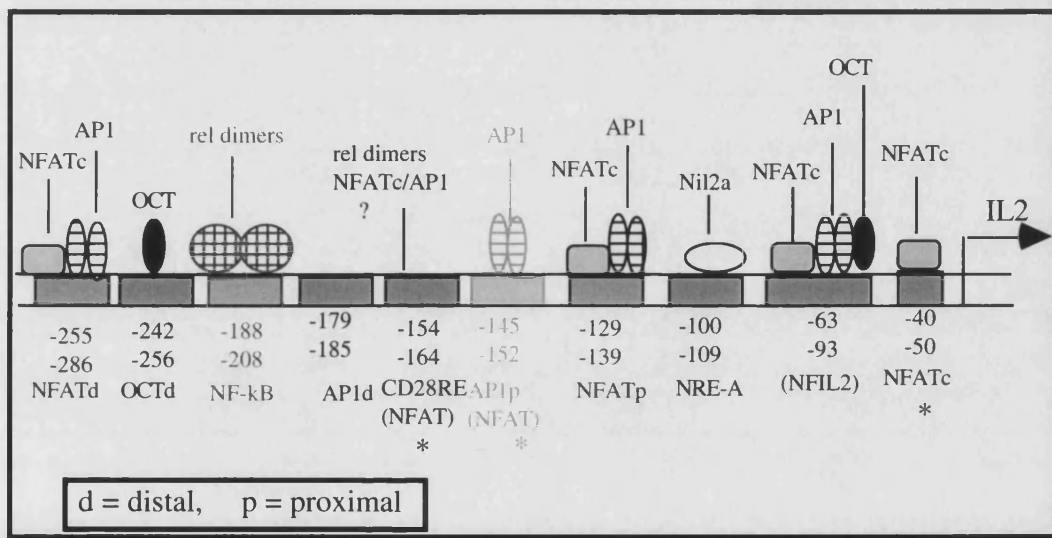 OCT
AP1
rel dimers
AP1
AP1
AP1
NFATc
rel dimers
NFATc/AP1
?
NFATc
Nil2a
NFATc
NFATc
OCT
IL2
-255 -242 -188 -179 -154 -145 -129 -100 -63 -40
-286 -256 -208 -185 -164 -152 -139 -109 -93 -50
NFATd OCTd NF-kB AP1d CD28RE AP1p NFATp NRE-A (NFIL2) NFATc
(NFAT) (NFAT)
* * *
d = distal, p = proximal